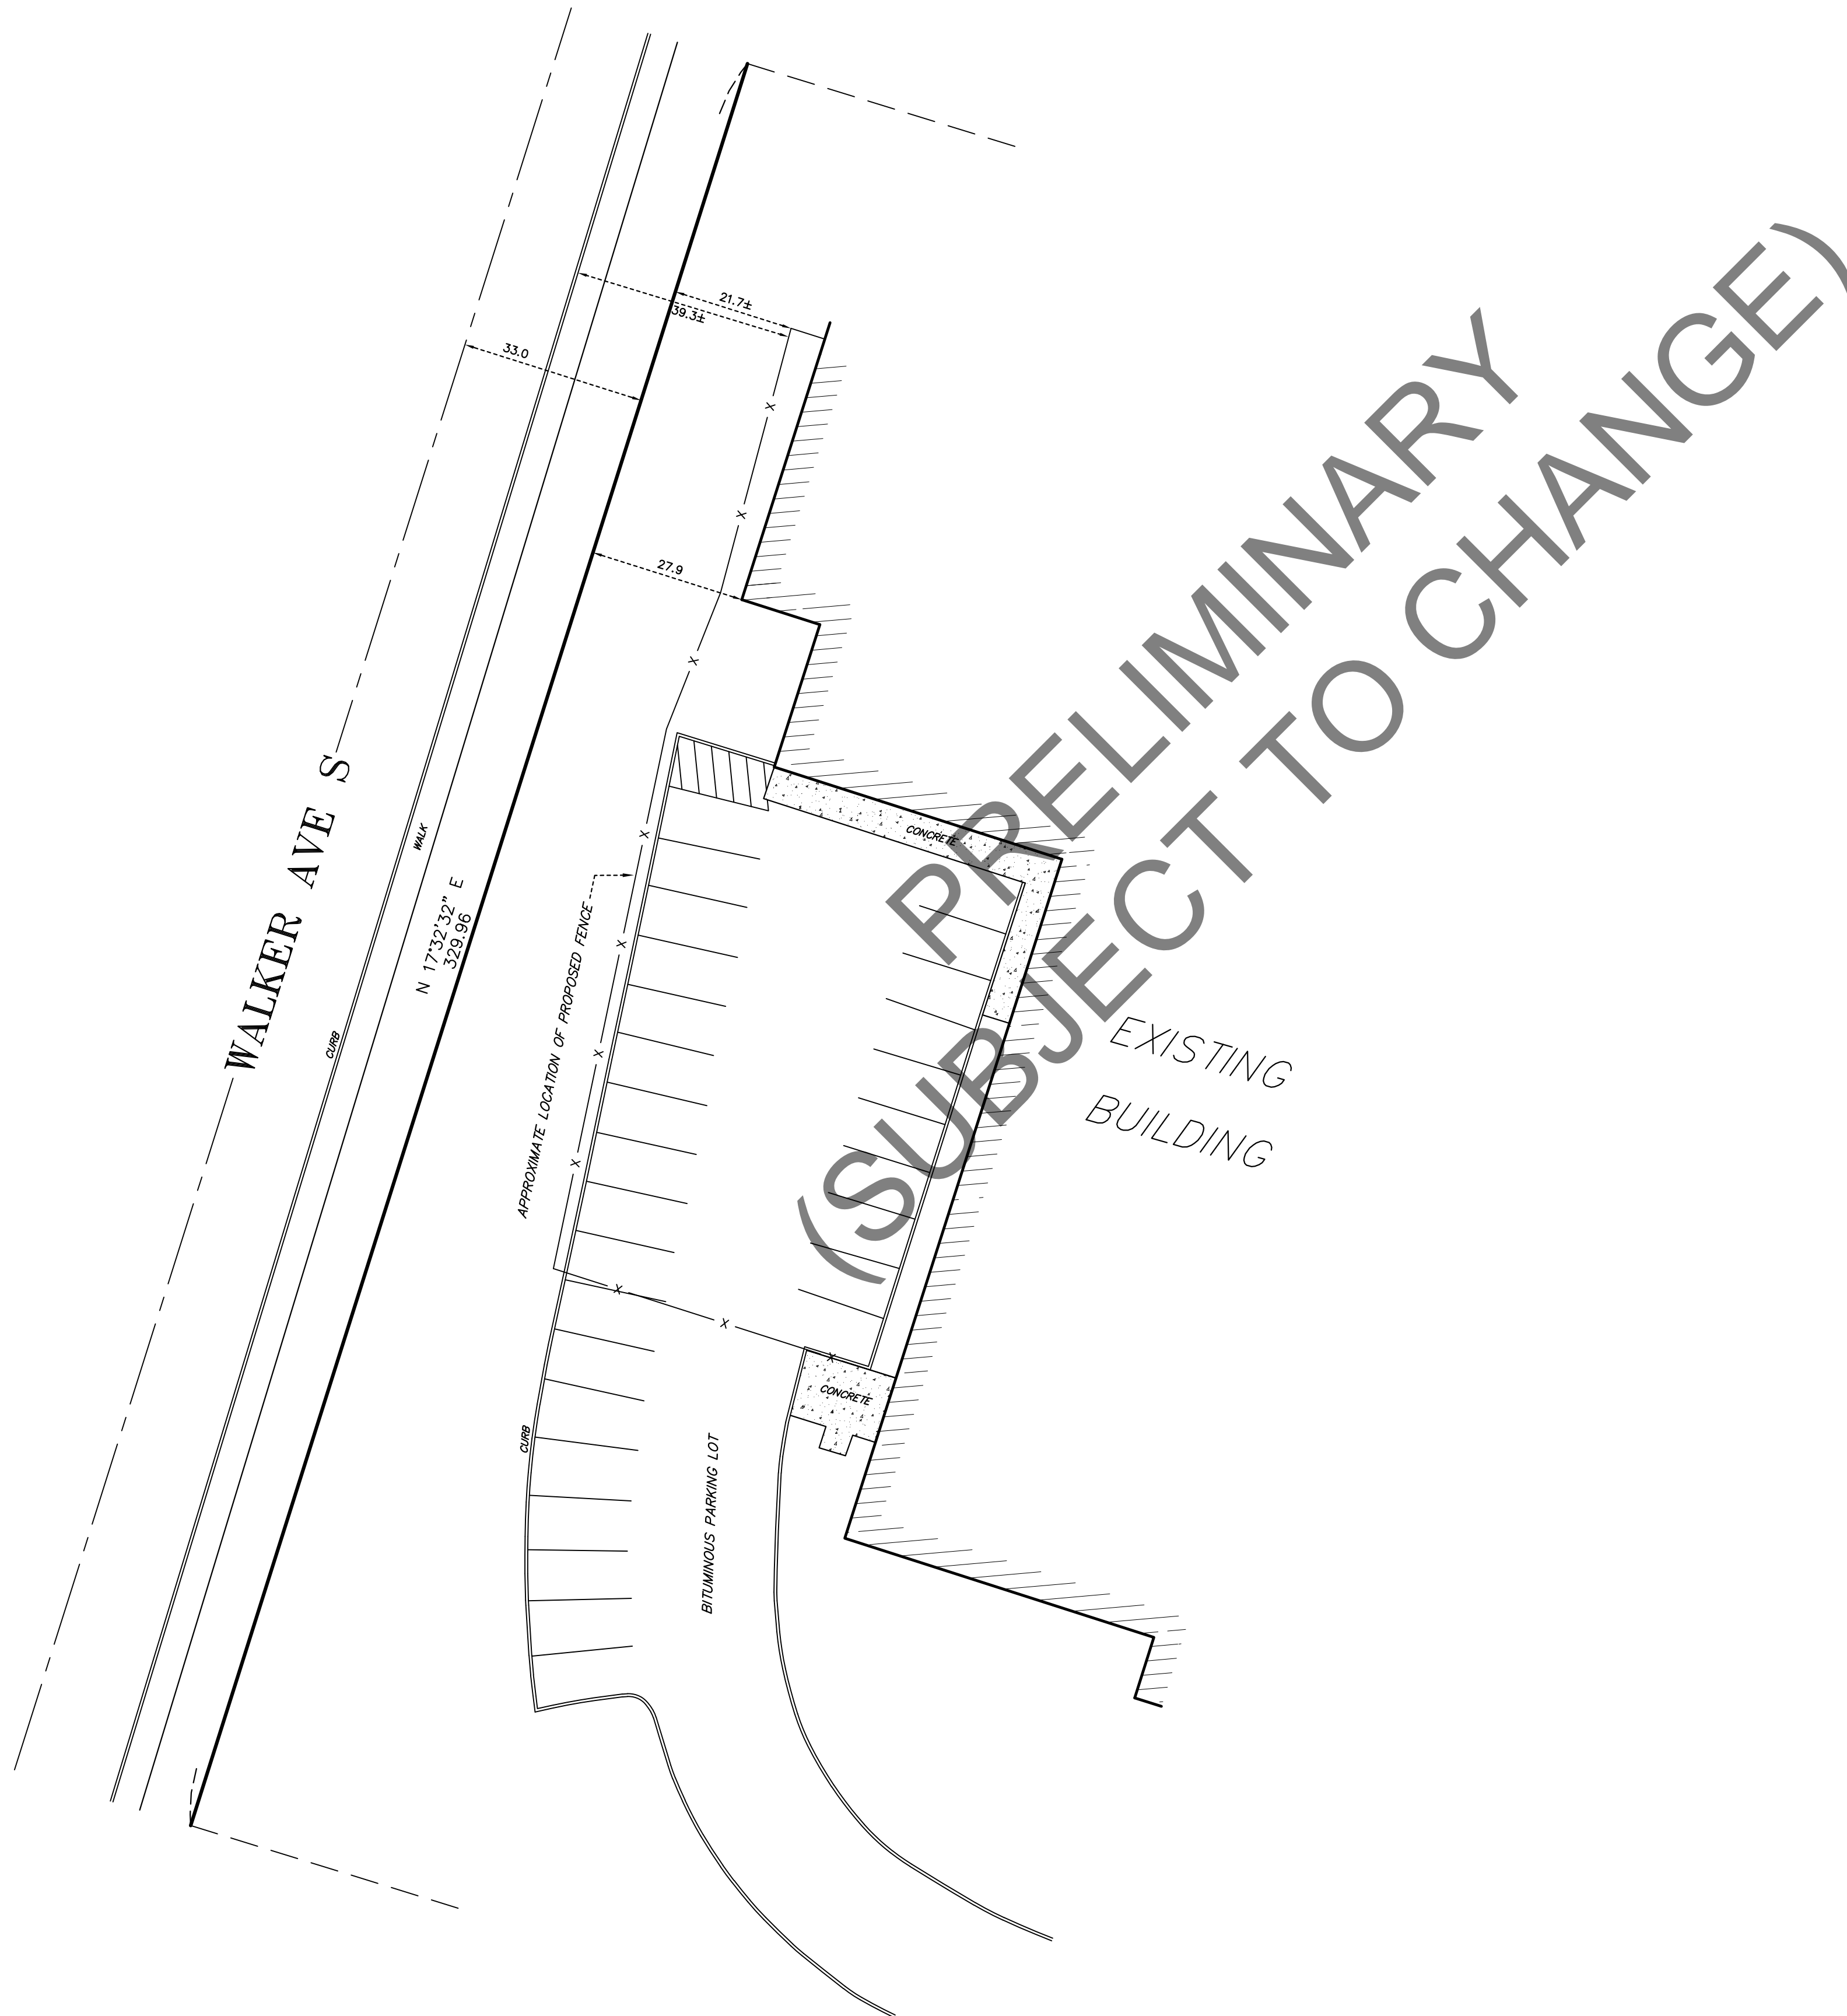 21.7±
39.3±
33.0
27.9
WALKER AVE S
WALK
CURB
N 17°32'32" E
329.96
APPROXIMATE LOCATION OF PROPOSED FENCE
X
X
X
X
X
X
X
X
X
X
CONCRETE
PRELIMINARY
(SUBJECT TO CHANGE)
EXISTING
BUILDING
CONCRETE
CURB
BITUMINOUS PARKING LOT